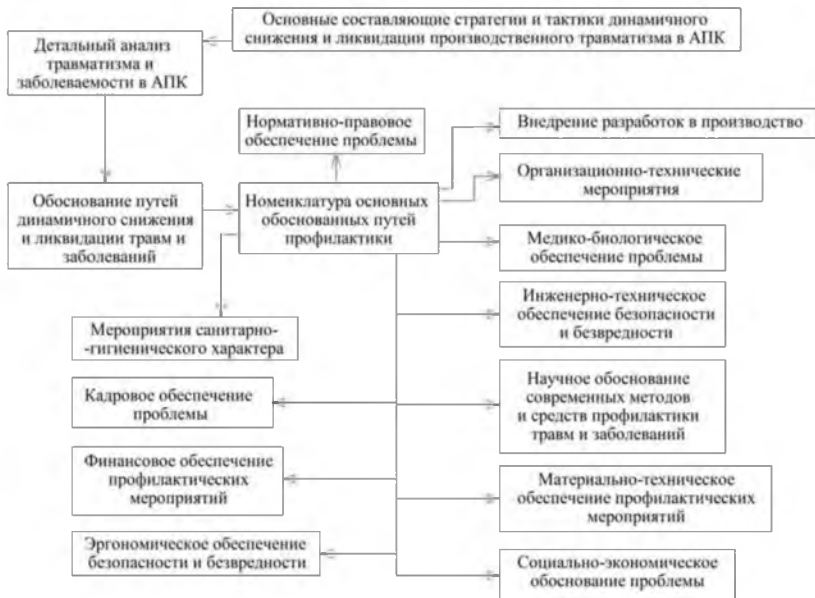 Основные составляющие стратегии и тактики динамичного
снижения и ликвидации производственного травматизма в АПК
Детальный анализ
травматизма и
заболеваемости в АПК
Нормативно-правовое
обеспечение проблемы
Внедрение разработок в производство
Организационно-технические
мероприятия
Обоснование путей
динамичного снижения
и ликвидации травм и
заболеваний
Номенклатура основных
обоснованных путей
профилактики
Медико-биологическое
обеспечение проблемы
Инженерно-техническое
обеспечение безопасности
и безвредности
Мероприятия санитарно-
-гигиенического характера
Кадровое обеспечение
проблемы
Научное обоснование
современных методов
и средств профилактики
травм и заболеваний
Финансовое обеспечение
профилактических
мероприятий
Материально-техническое
обеспечение профилактических
мероприятий
Эргономическое обеспечение
безопасности и безвредности
Социально-экономическое
обоснование проблемы